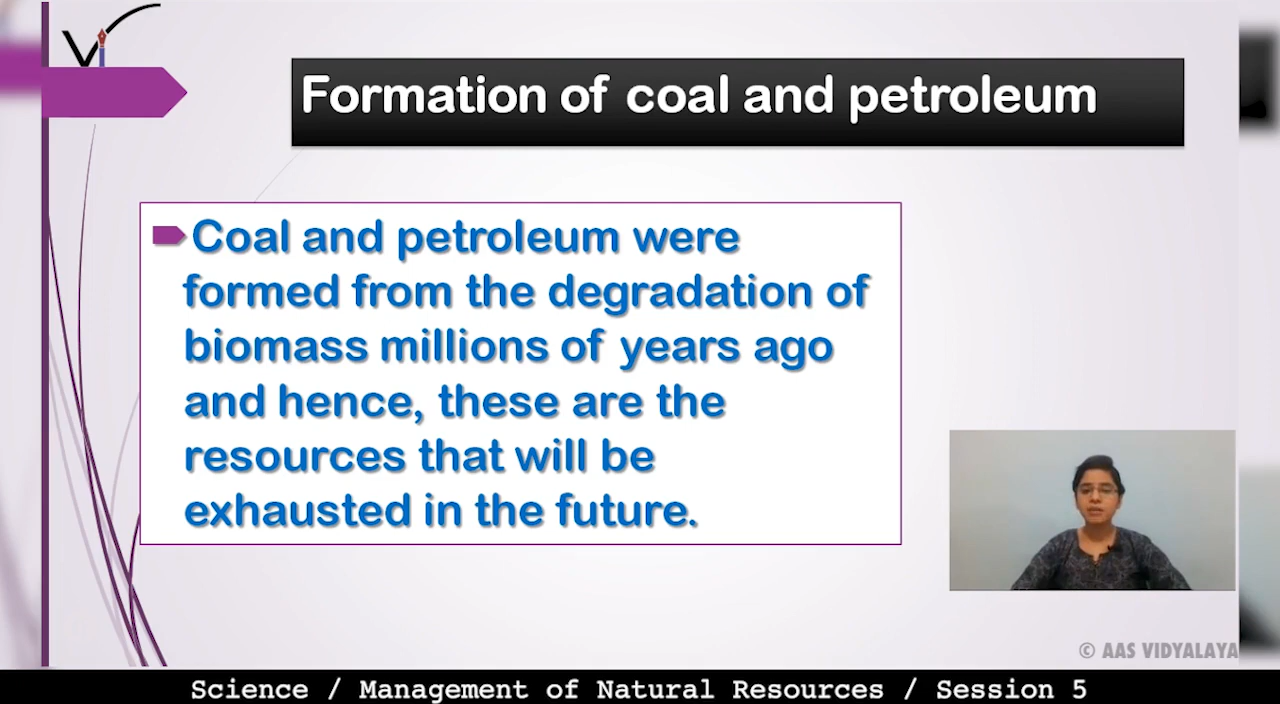 Formation of coal and petroleum
Coal and petroleum were
formed from the degradation of
biomass millions of years ago
and hence, these are the
resources that will be
exhausted in the future.
© AAS VIDYALAYA
Science / Management of Natural Resources / Session 5